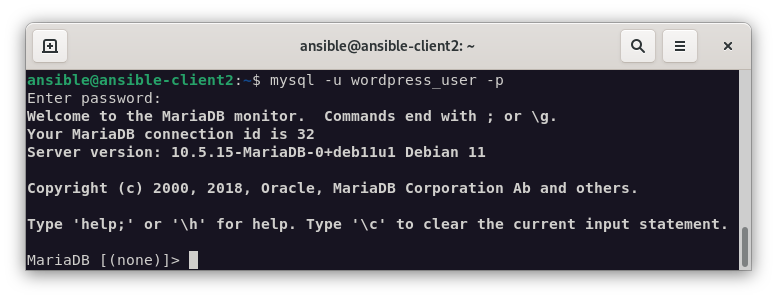 ansible@ansible-client2: ~
ansible@ansible-client2:~$ mysql -u wordpress_user -p
Enter password:
Welcome to the MariaDB monitor.  Commands end with ; or \g.
Your MariaDB connection id is 32
Server version: 10.5.15-MariaDB-0+deb11u1 Debian 11
Copyright (c) 2000, 2018, Oracle, MariaDB Corporation Ab and others.
Type 'help;' or '\h' for help. Type '\c' to clear the current input statement.
MariaDB [(none)]>